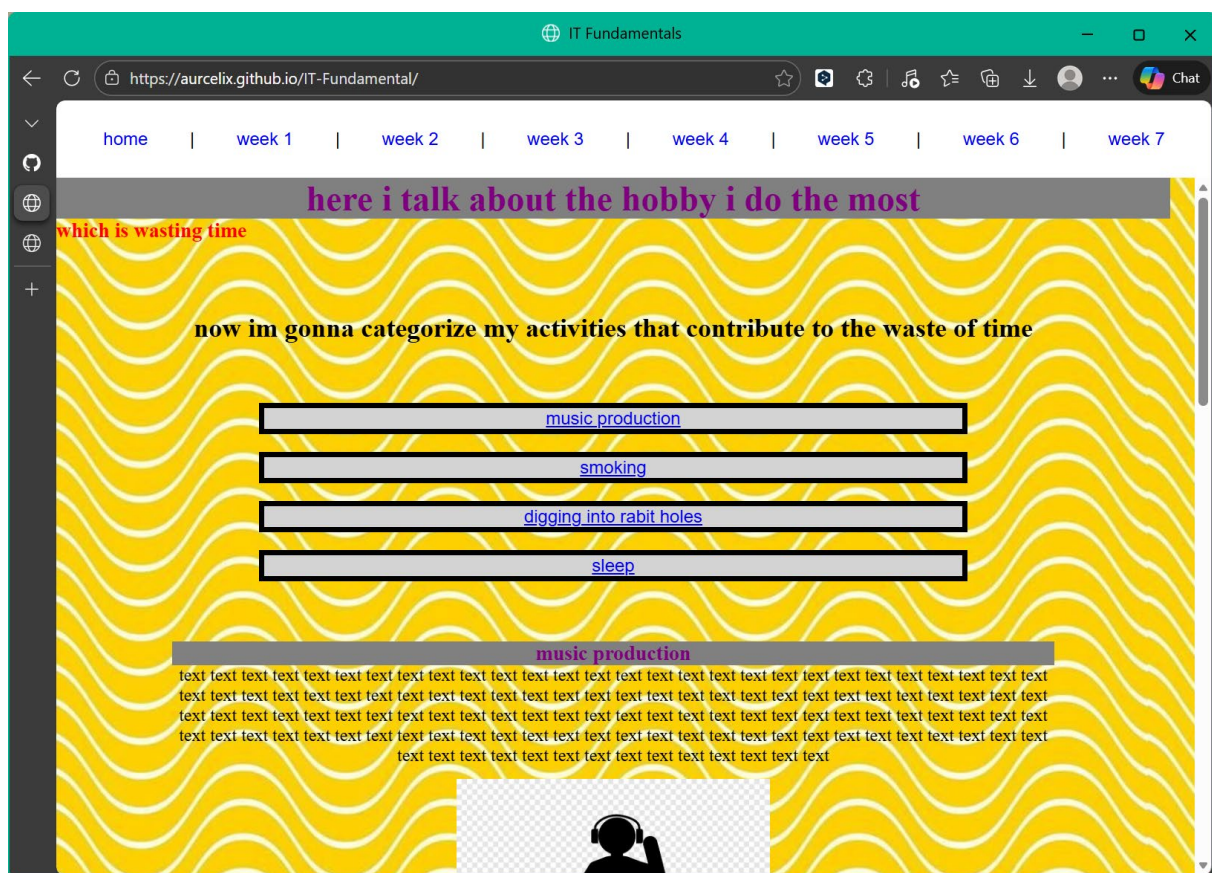 IT Fundamentals
https://aurcelix.github.io/IT-Fundamental/
Chat
home | week 1 | week 2 | week 3 | week 4 | week 5 | week 6 | week 7
here i talk about the hobby i do the most
which is wasting time
now im gonna categorize my activities that contribute to the waste of time
music production
smoking
digging into rabit holes
sleep
music production
text text text text text text text text text text text text text text text text text text text text text text text text text text text text
text text text text text text text text text text text text text text text text text text text text text text text text text text text text
text text text text text text text text text text text text text text text text text text text text text text text text text text text text
text text text text text text text text text text text text text text text text text text text text text text text text text text text text
text text text text text text text text text text text text text text